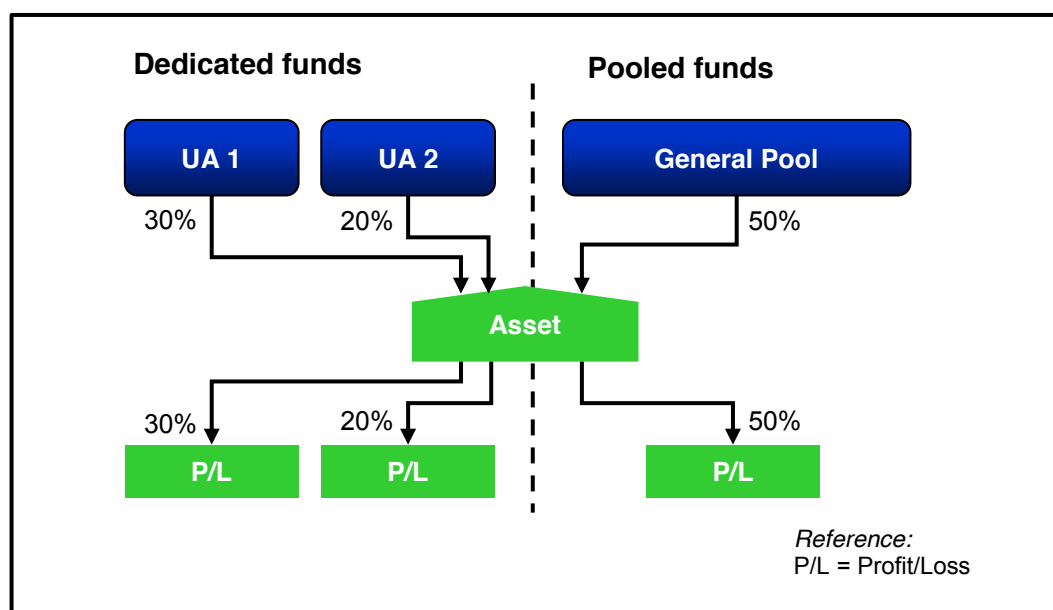 Dedicated funds
Pooled funds
UA 1
UA 2
General Pool
30%
20%
50%
Asset
30%
20%
50%
P/L
P/L
P/L
Reference:
P/L = Profit/Loss